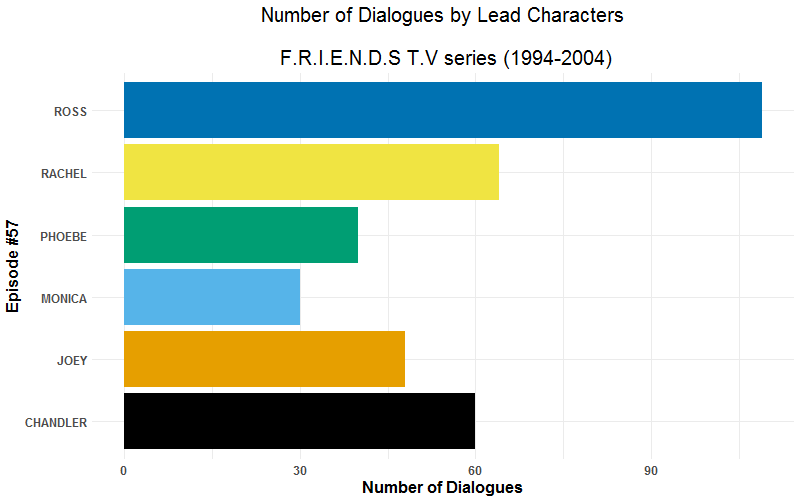 Number of Dialogues by Lead Characters
F.R.I.E.N.D.S T.V series (1994-2004)
ROSS
RACHEL
PHOEBE
MONICA
JOEY
CHANDLER
Episode #57
0 30 60 90
Number of Dialogues